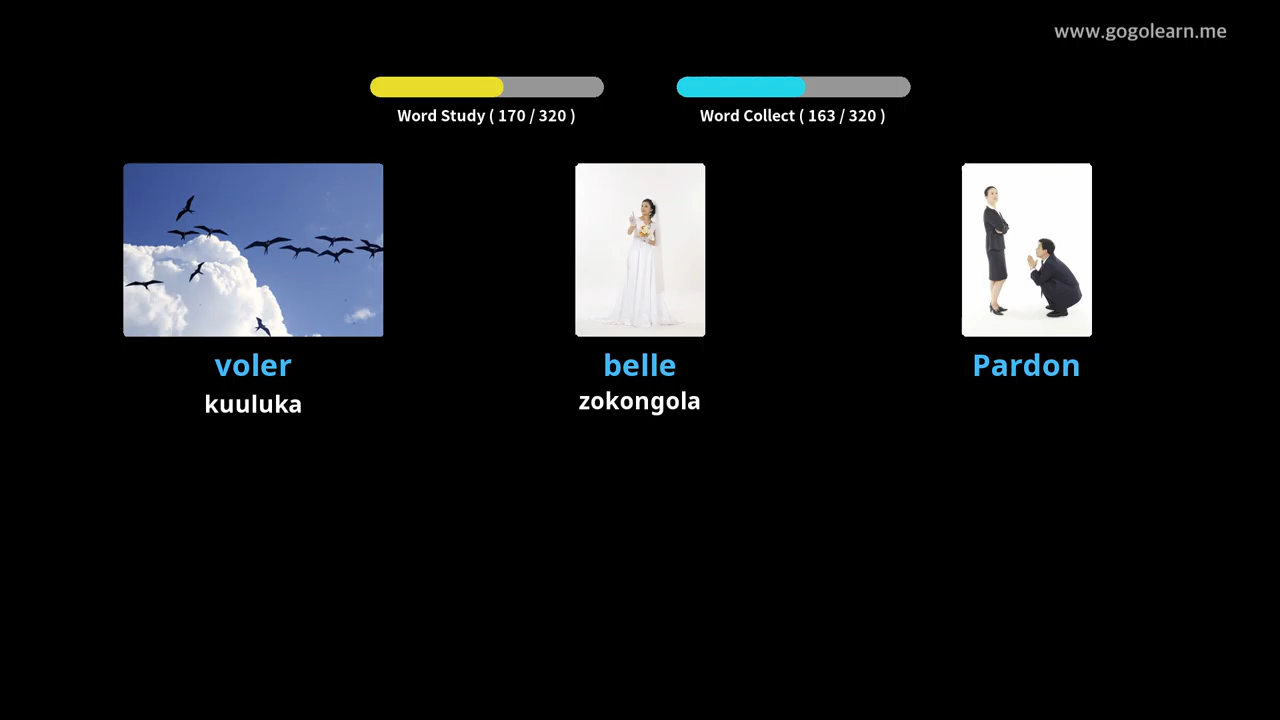 www.gogolearn.me
Word Study ( 170 / 320 )
Word Collect ( 163 / 320 )
voler
belle
Pardon
kuuluka
zokongola